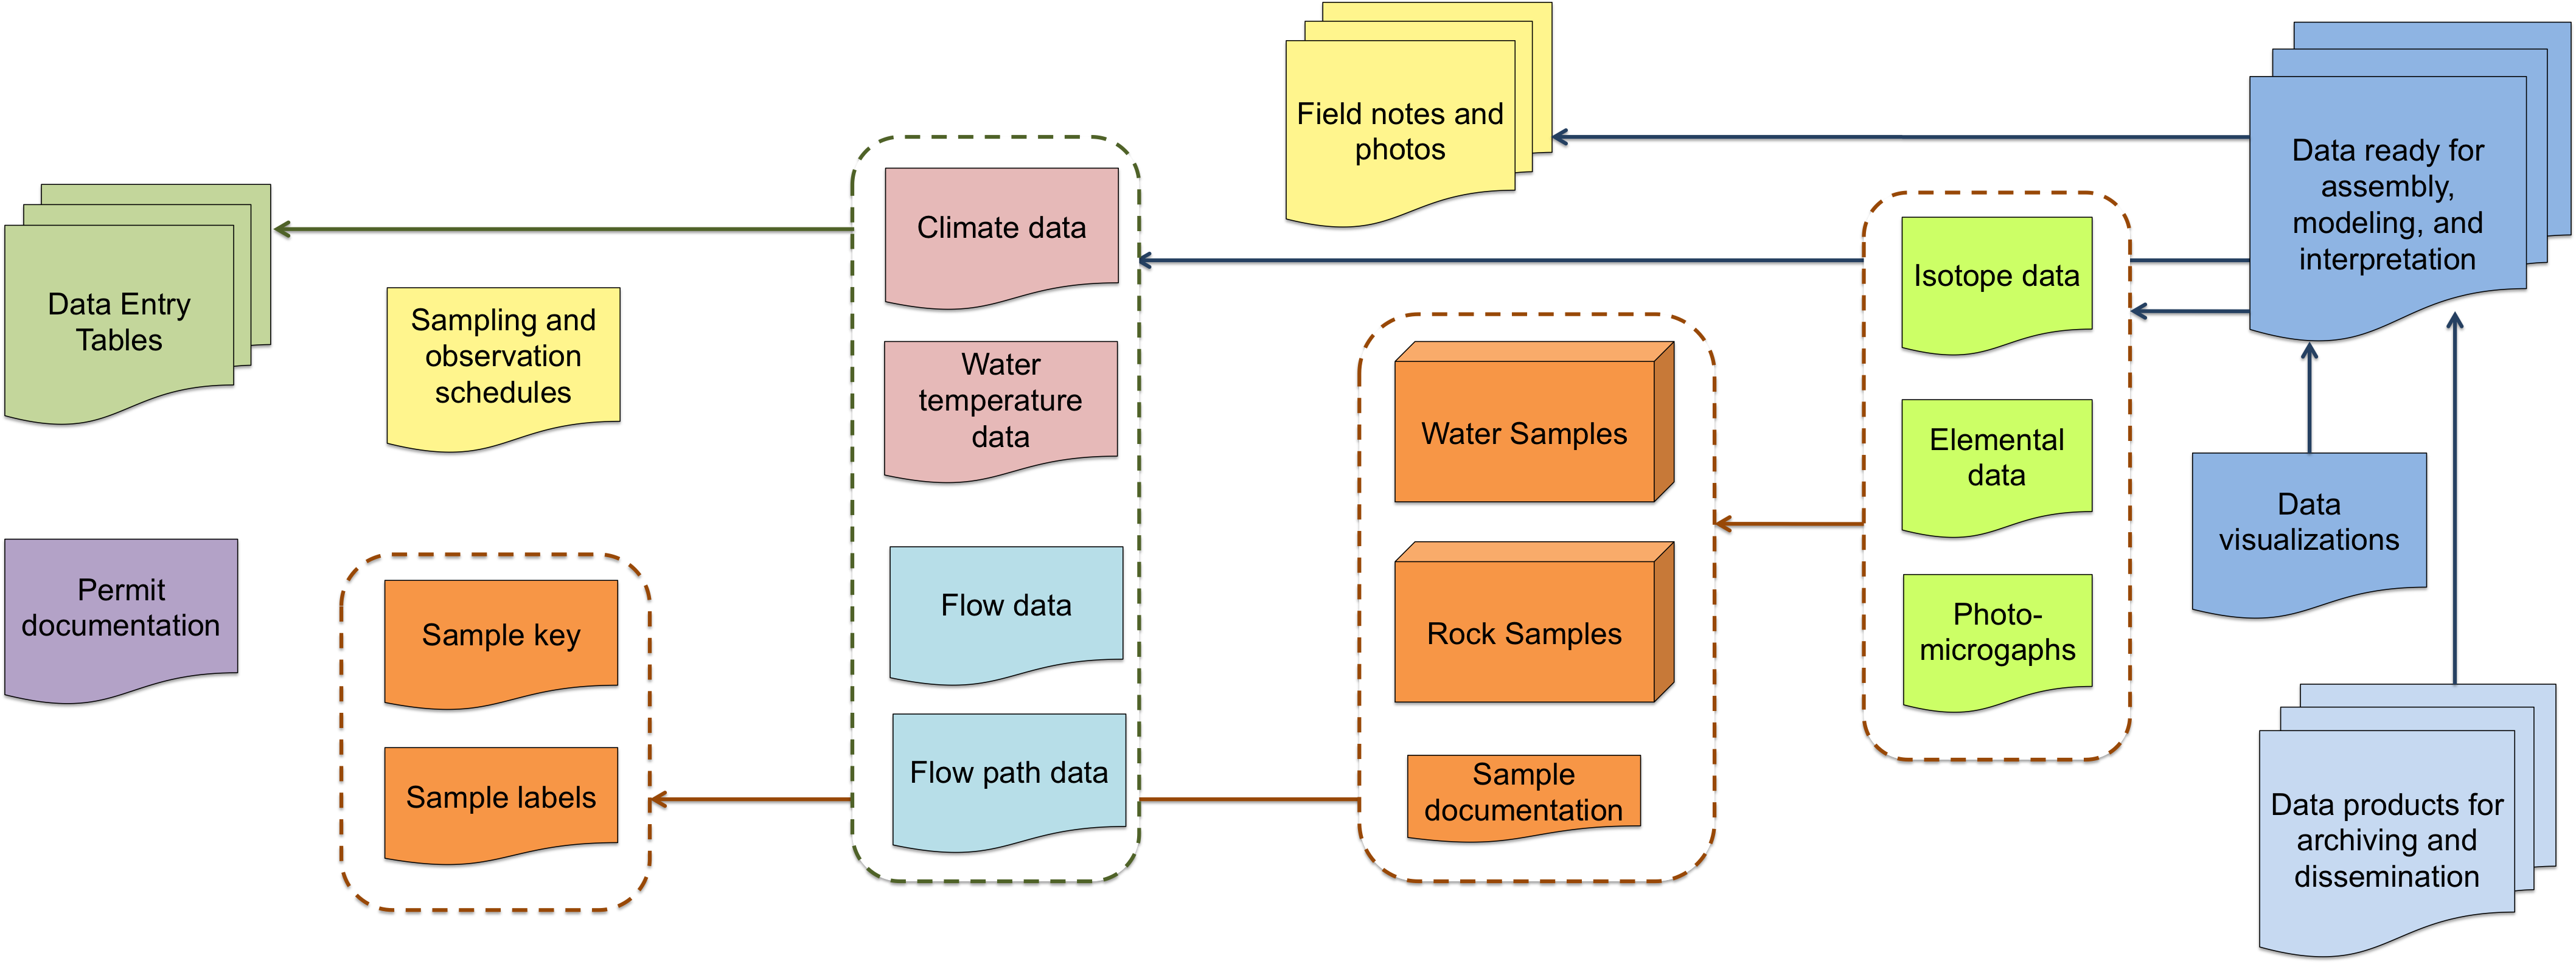 Data Entry
Tables
Permit
documentation
Sampling and
observation
schedules
Sample key
Sample labels
Climate data
Water
temperature
data
Flow data
Flow path data
Field notes and
photos
Water Samples
Rock Samples
Sample
documentation
Isotope data
Elemental
data
Photo-
microgaphs
Data ready for
assembly,
modeling, and
interpretation
Data
visualizations
Data products for
archiving and
dissemination